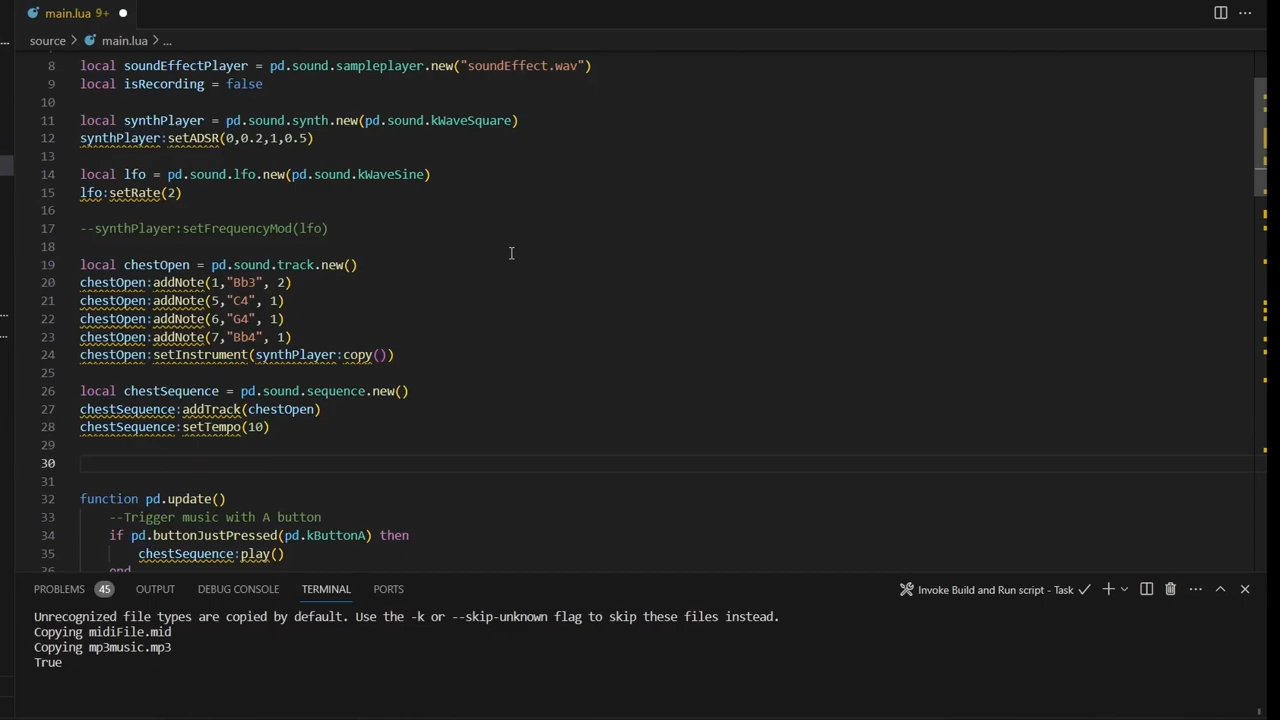 main.lua 9+
source > main.lua > ...
8 local soundEffectPlayer = pd.sound.sampleplayer.new("soundEffect.wav")
9 local isRecording = false
10
11 local synthPlayer = pd.sound.synth.new(pd.sound.kWaveSquare)
12 synthPlayer:setADSR(0,0.2,1,0.5)
13
14 local lfo = pd.sound.lfo.new(pd.sound.kWaveSine)
15 lfo:setRate(2)
16
17 --synthPlayer:setFrequencyMod(lfo)
18
19 local chestOpen = pd.sound.track.new()
20 chestOpen:addNote(1,"Bb3", 2)
21 chestOpen:addNote(5,"C4", 1)
22 chestOpen:addNote(6,"G4", 1)
23 chestOpen:addNote(7,"Bb4", 1)
24 chestOpen:setInstrument(synthPlayer:copy())
25
26 local chestSequence = pd.sound.sequence.new()
27 chestSequence:addTrack(chestOpen)
28 chestSequence:setTempo(10)
29
30
31
32 function pd.update()
33 --Trigger music with A button
34 if pd.buttonJustPressed(pd.kButtonA) then
35 chestSequence:play()
36 end
PROBLEMS 45 OUTPUT DEBUG CONSOLE TERMINAL PORTS Invoke Build and Run script - Task
Unrecognized file types are copied by default. Use the -k or --skip-unknown flag to skip these files instead.
Copying midiFile.mid
Copying mp3music.mp3
True